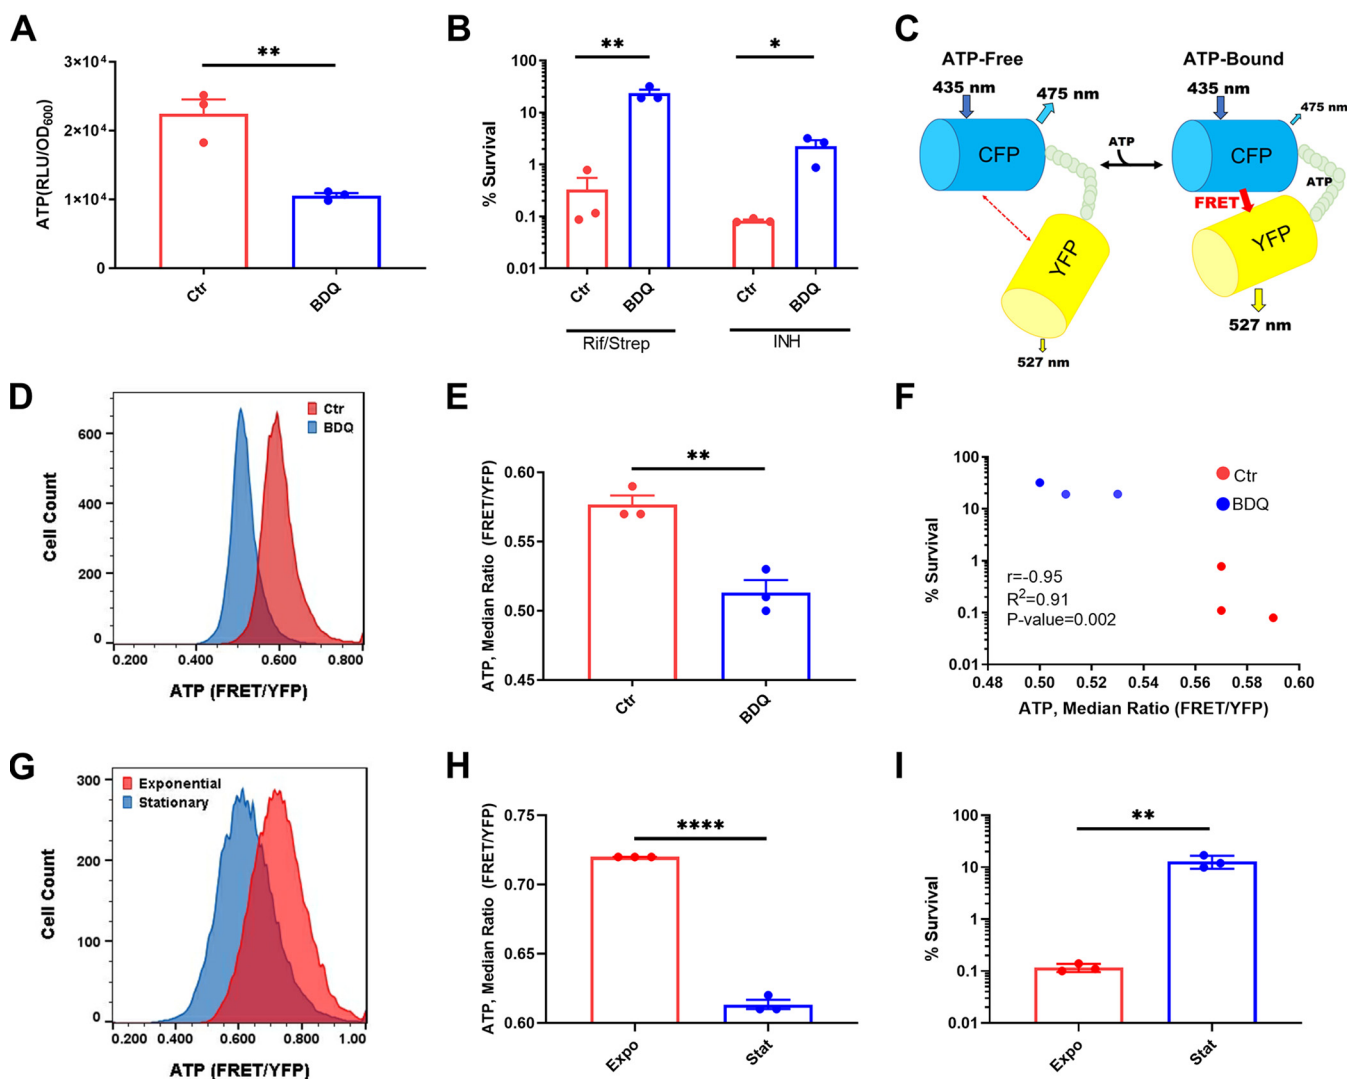 A
**
3×10⁴
2×10⁴
1×10⁴
0
ATP(RLU/OD₆₀₀)
Ctr
BDQ
B
**
*
100
10
1
0.1
0.01
% Survival
Ctr
BDQ
Ctr
BDQ
Rif/Strep
INH
C
ATP-Free
ATP-Bound
435 nm
475 nm
435 nm
475 nm
CFP
ATP
CFP
ATP
FRET
YFP
YFP
527 nm
527 nm
D
Ctr
BDQ
600
400
200
0
Cell Count
0.200
0.400
0.600
0.800
ATP (FRET/YFP)
E
**
0.60
0.55
0.50
0.45
ATP, Median Ratio (FRET/YFP)
Ctr
BDQ
F
100
10
1
0.1
0.01
% Survival
Ctr
BDQ
r=-0.95
R²=0.91
P-value=0.002
0.48
0.50
0.52
0.54
0.56
0.58
0.60
ATP, Median Ratio (FRET/YFP)
G
Exponential
Stationary
300
200
100
0
Cell Count
0.200
0.400
0.600
0.800
1.00
ATP (FRET/YFP)
H
****
0.75
0.70
0.65
0.60
ATP, Median Ratio (FRET/YFP)
Expo
Stat
I
**
100
10
1
0.1
0.01
% Survival
Expo
Stat